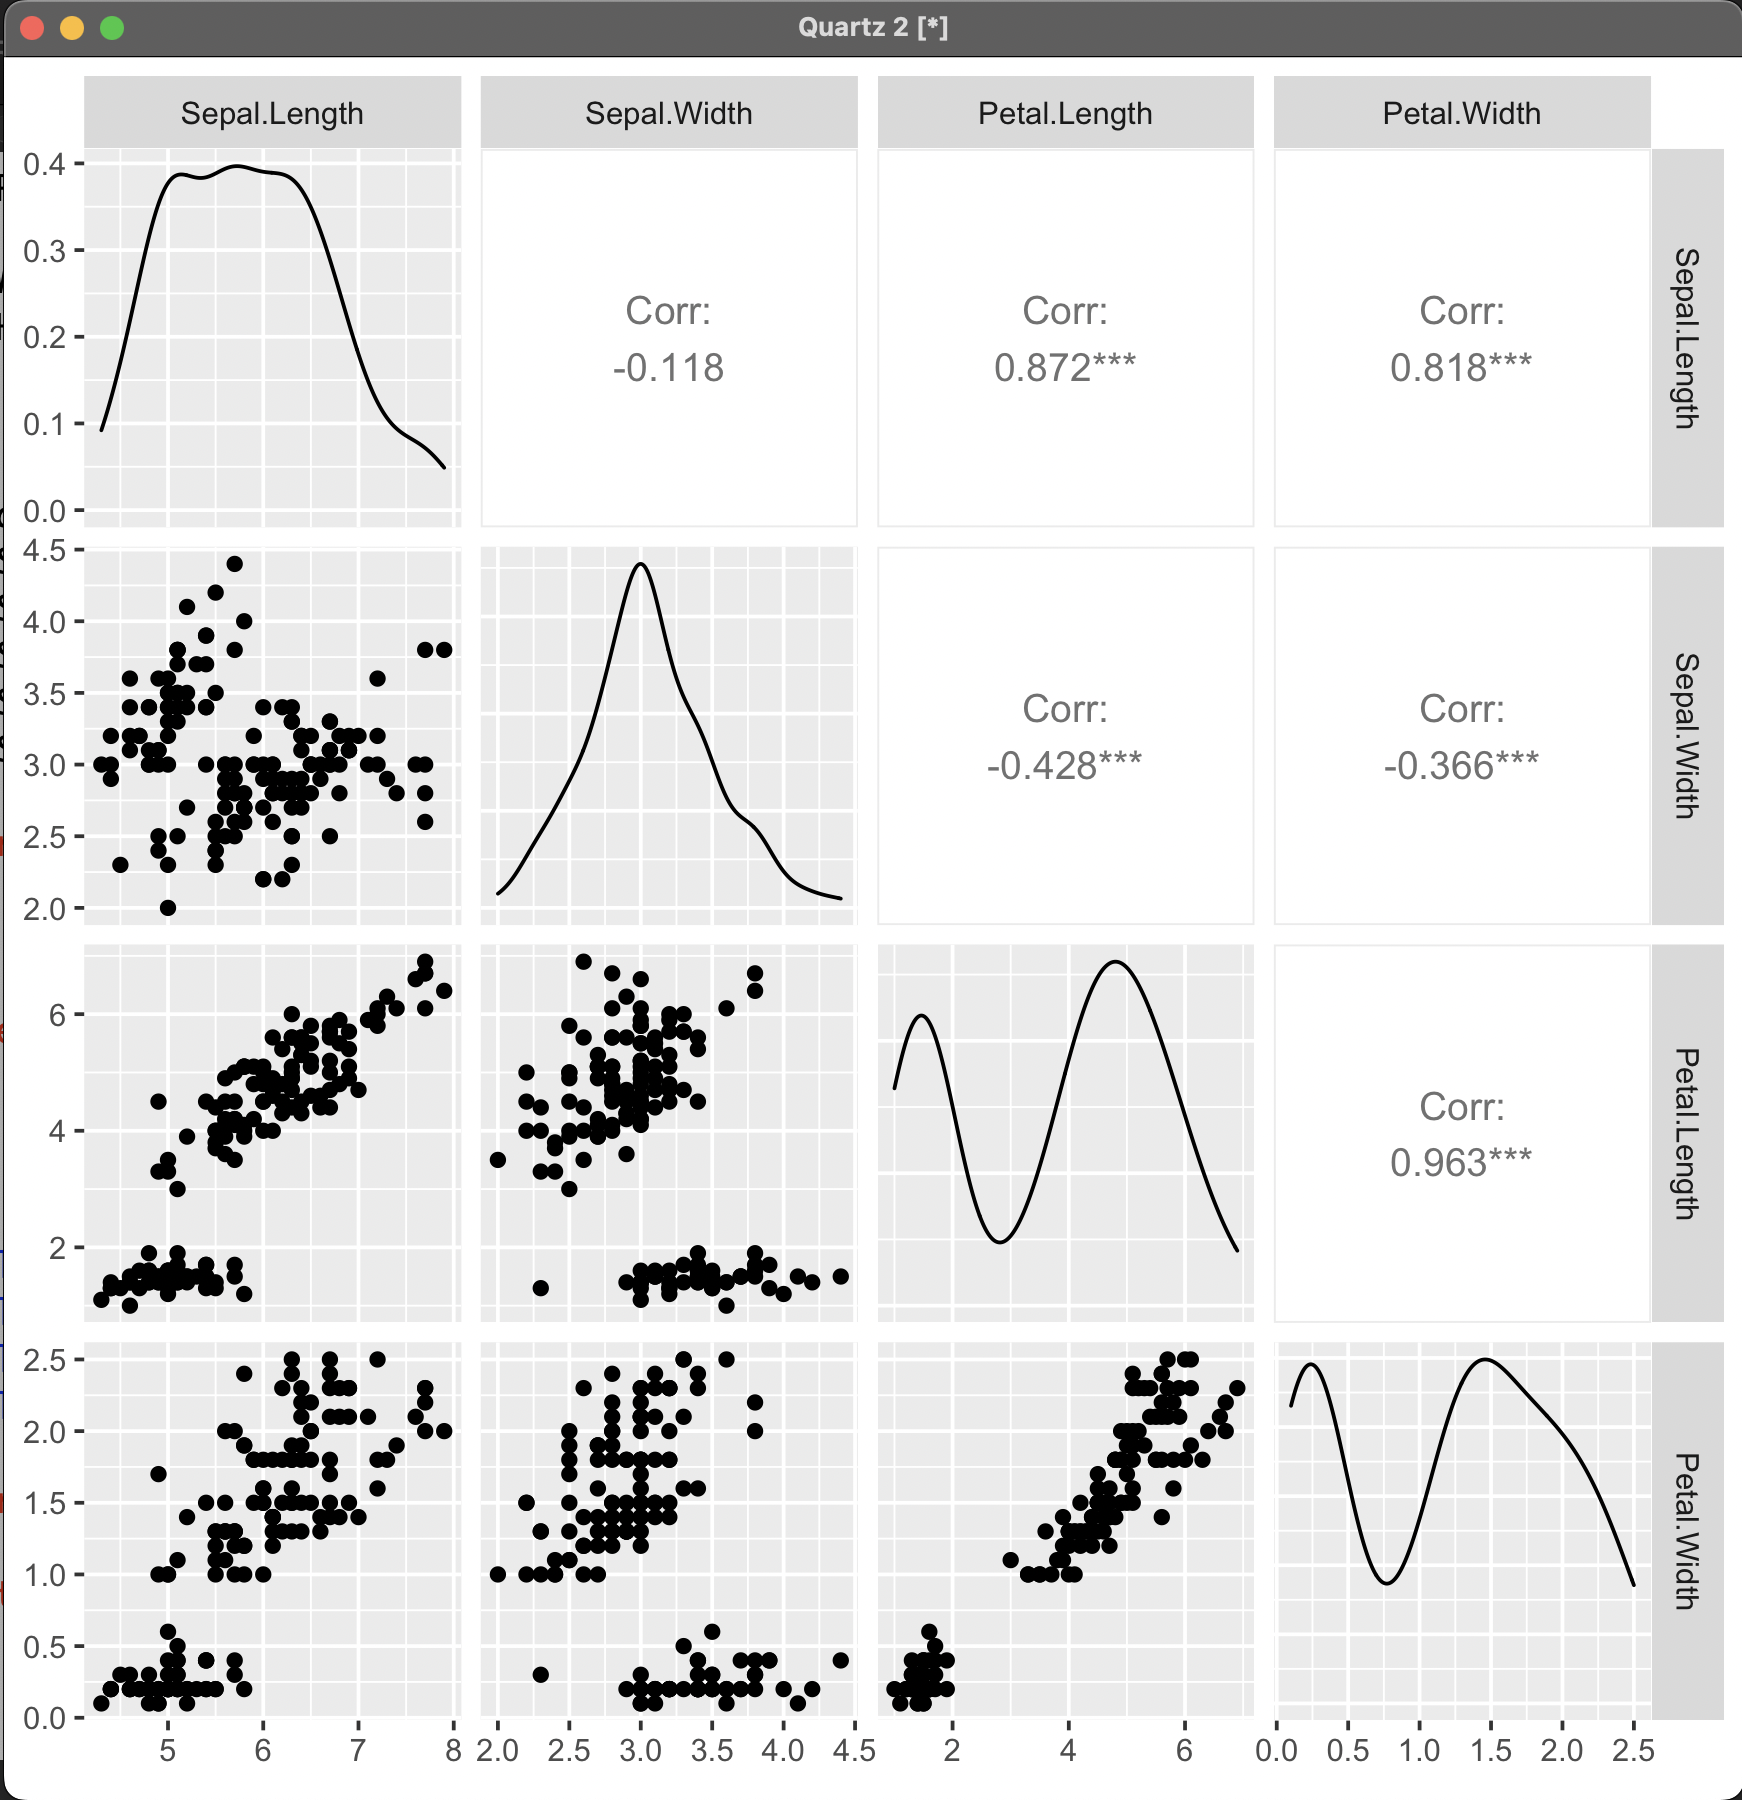 Quartz 2 [*]
Sepal.Length Sepal.Width Petal.Length Petal.Width
0.4
0.3
0.2
0.1
0.0
Corr:
-0.118
Corr:
0.872***
Corr:
0.818***
Sepal.Length
4.5
4.0
3.5
3.0
2.5
2.0
Corr:
-0.428***
Corr:
-0.366***
Sepal.Width
6
4
2
Corr:
0.963***
Petal.Length
2.5
2.0
1.5
1.0
0.5
0.0
Petal.Width
5 6 7 8
2.0 2.5 3.0 3.5 4.0 4.5
2 4 6
0.0 0.5 1.0 1.5 2.0 2.5